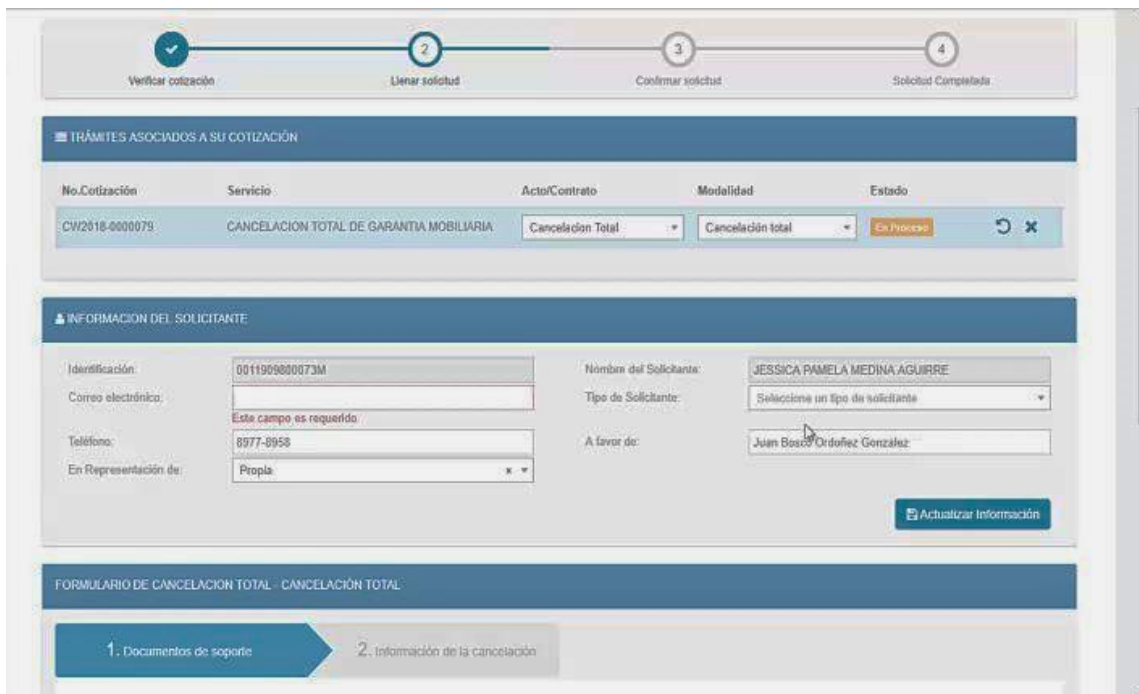 2 3 4
Verificar cotización Llenar solicitud Confirmar solicitud Solicitud Completada
TRÁMITES ASOCIADOS A SU COTIZACIÓN
No.Cotización Servicio Acto/Contrato Modalidad Estado
CW2018-0000079 CANCELACION TOTAL DE GARANTIA MOBILIARIA Cancelacion Total Cancelación total En Proceso
INFORMACION DEL SOLICITANTE
Identificación: 0011909800073M Nombre del Solicitante: JESSICA PAMELA MEDINA AGUIRRE
Correo electrónico: Tipo de Solicitante: Seleccione un tipo de solicitante
Este campo es requerido
Teléfono: 8977-8958 A favor de: Juan Bosco Ordoñez González
En Representación de: Propia
Actualizar Información
FORMULARIO DE CANCELACION TOTAL - CANCELACIÓN TOTAL
1. Documentos de soporte 2. Información de la cancelación